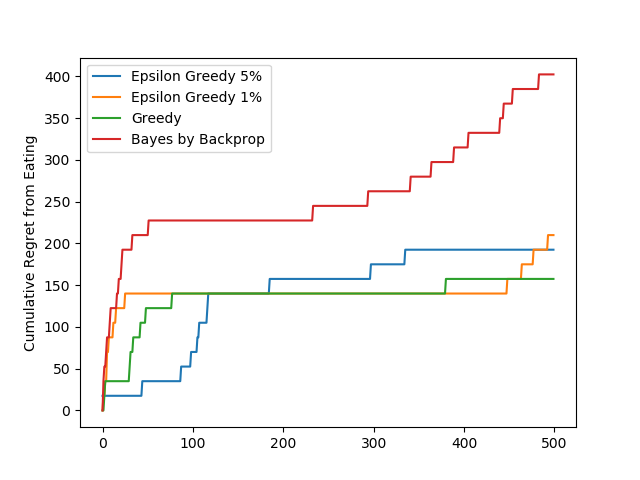 Epsilon Greedy 5%
Epsilon Greedy 1%
Greedy
Bayes by Backprop
Cumulative Regret from Eating
400
350
300
250
200
150
100
50
0
0 100 200 300 400 500